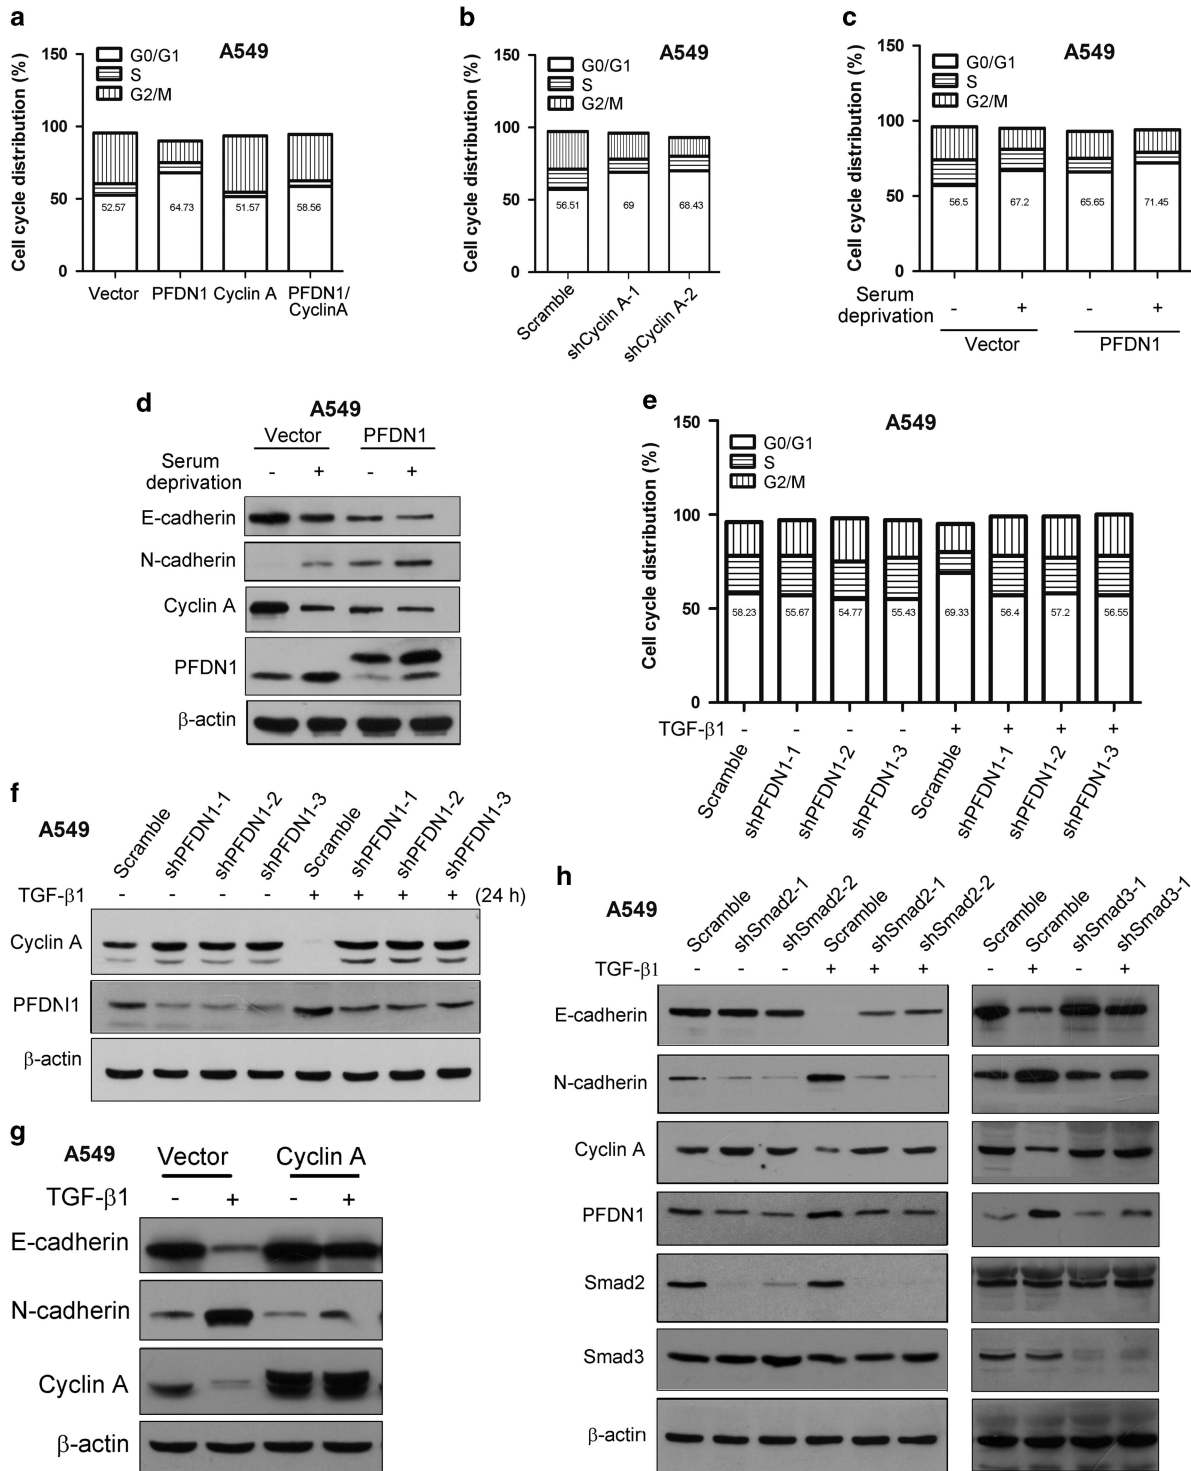 a
A549
Cell cycle distribution (%)
150
100
50
0
G0/G1
S
G2/M
52.57
64.73
51.57
58.56
Vector
PFDN1
Cyclin A
PFDN1/
CyclinA
b
A549
Cell cycle distribution (%)
150
100
50
0
G0/G1
S
G2/M
56.51
69
68.43
Scramble
shCyclin A-1
shCyclin A-2
c
A549
Cell cycle distribution (%)
150
100
50
0
G0/G1
S
G2/M
56.5
67.2
65.65
71.45
Serum
deprivation
- + - +
Vector
PFDN1
d
A549
Vector PFDN1
Serum
deprivation
- + - +
E-cadherin
N-cadherin
Cyclin A
PFDN1
β-actin
e
A549
Cell cycle distribution (%)
150
100
50
0
G0/G1
S
G2/M
58.23
55.67
54.77
55.43
69.33
56.4
57.2
56.55
TGF-β1 - - - - + + + +
Scramble
shPFDN1-1
shPFDN1-2
shPFDN1-3
Scramble
shPFDN1-1
shPFDN1-2
shPFDN1-3
f
A549
Scramble
shPFDN1-1
shPFDN1-2
shPFDN1-3
Scramble
shPFDN1-1
shPFDN1-2
shPFDN1-3
TGF-β1 - - - - + + + + (24 h)
Cyclin A
PFDNI1
β-actin
g
A549
Vector Cyclin A
TGF-β1 - + - +
E-cadherin
N-cadherin
Cyclin A
β-actin
h
A549
Scramble
shSmad2-1
shSmad2-2
Scramble
shSmad2-1
shSmad2-2
Scramble
Scramble
shSmad3-1
shSmad3-1
TGF-β1 - - - + + + - + - +
E-cadherin
N-cadherin
Cyclin A
PFDN1
Smad2
Smad3
β-actin